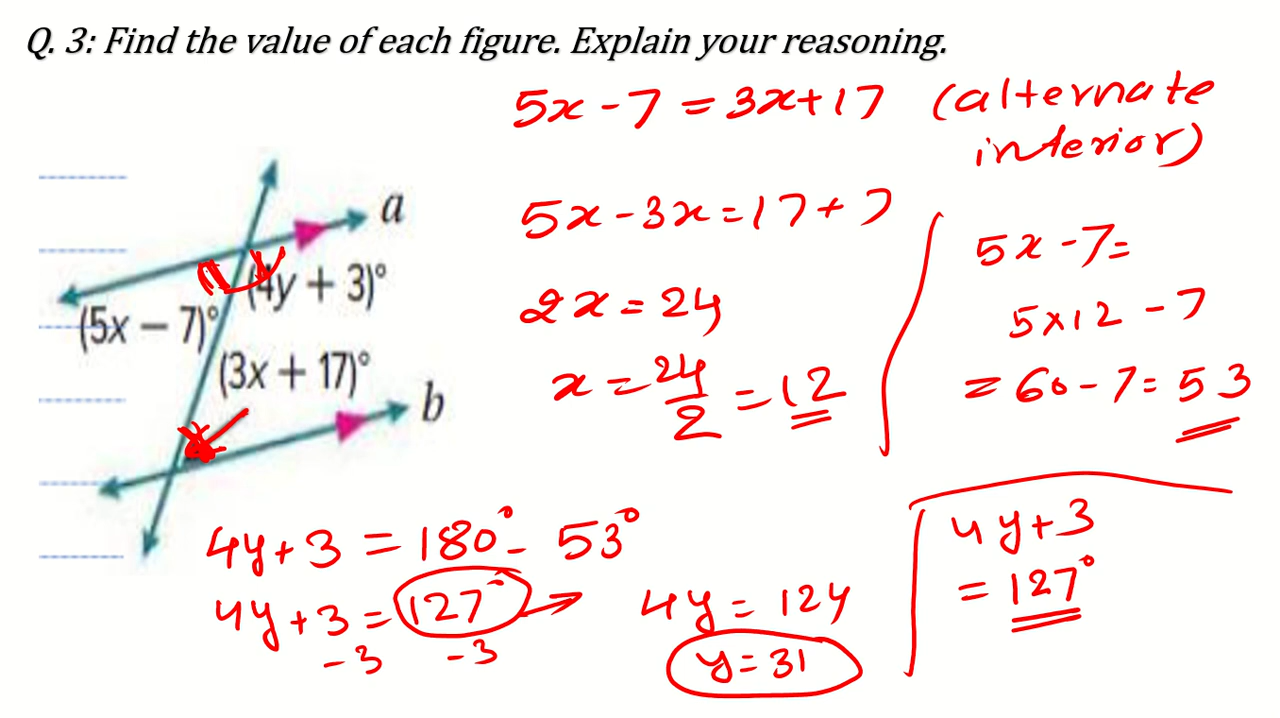 Q. 3: Find the value of each figure. Explain your reasoning.
5x - 7 = 3x + 17 (alternate
interior)
5x - 3x = 17 + 7
2x = 24
x = 24/2 = 12
5x - 7 =
5x12 - 7
= 60 - 7 = 53
a
(4y + 3)°
(5x – 7)°
(3x + 17)°
b
4y + 3 = 180° - 53°
4y + 3 = 127°
-3 -3
4y = 124
y = 31
4y + 3
= 127°